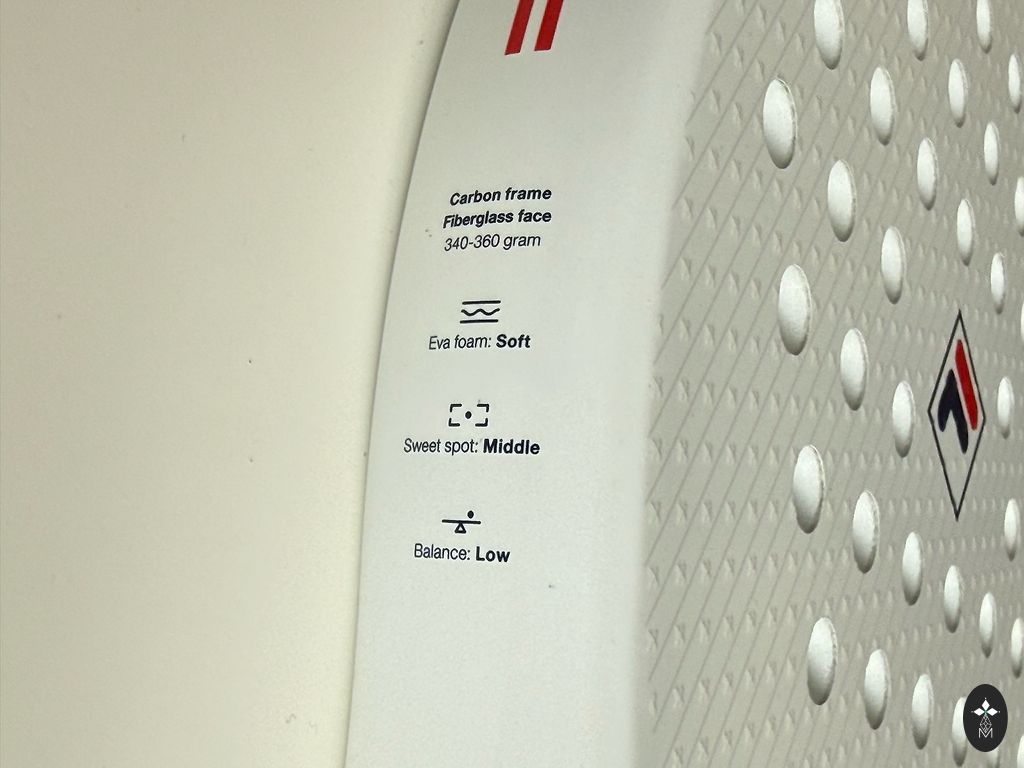 Carbon frame
Fiberglass face
340-360 gram
Eva foam: Soft
Sweet spot: Middle
Balance: Low
M